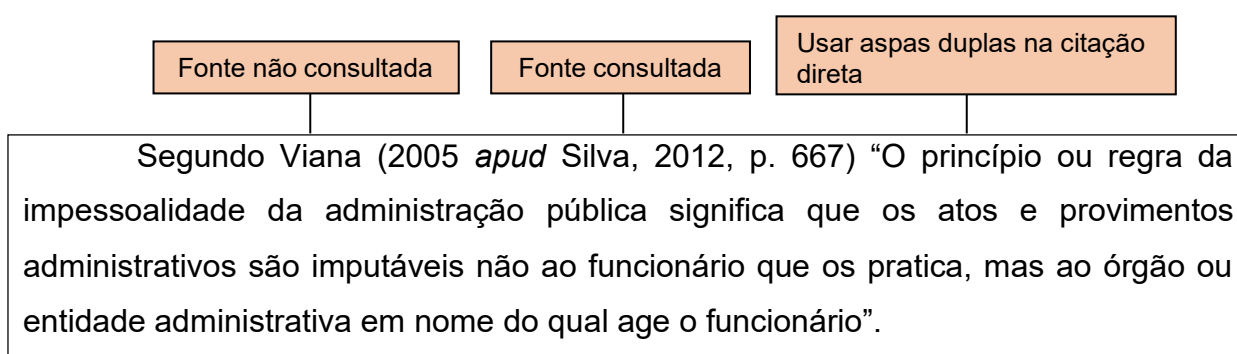 Fonte não consultada
Fonte consultada
Usar aspas duplas na citação
direta
Segundo Viana (2005 apud Silva, 2012, p. 667) “O princípio ou regra da
impessoalidade da administração pública significa que os atos e provimentos
administrativos são imputáveis não ao funcionário que os pratica, mas ao órgão ou
entidade administrativa em nome do qual age o funcionário”.